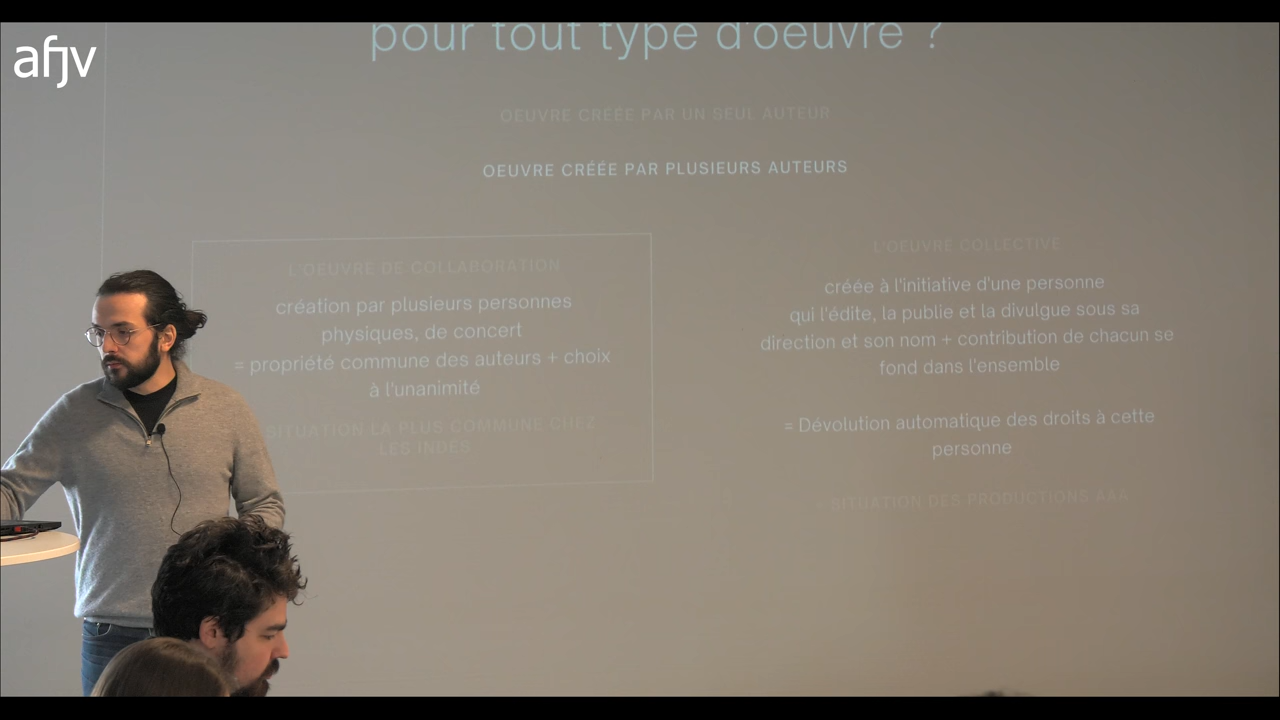 afjv
pour tout type d'oeuvre ?
OEUVRE CRÉÉE PAR UN SEUL AUTEUR
OEUVRE CRÉÉE PAR PLUSIEURS AUTEURS
L'OEUVRE DE COLLABORATION
création par plusieurs personnes
physiques, de concert
= propriété commune des auteurs + choix
à l'unanimité
SITUATION LA PLUS COMMUNE CHEZ
LES INDÉS
L'OEUVRE COLLECTIVE
créée à l'initiative d'une personne
qui l'édite, la publie et la divulgue sous sa
direction et son nom + contribution de chacun se
fond dans l'ensemble
= Dévolution automatique des droits à cette
personne
SITUATION DES PRODUCTIONS AAA